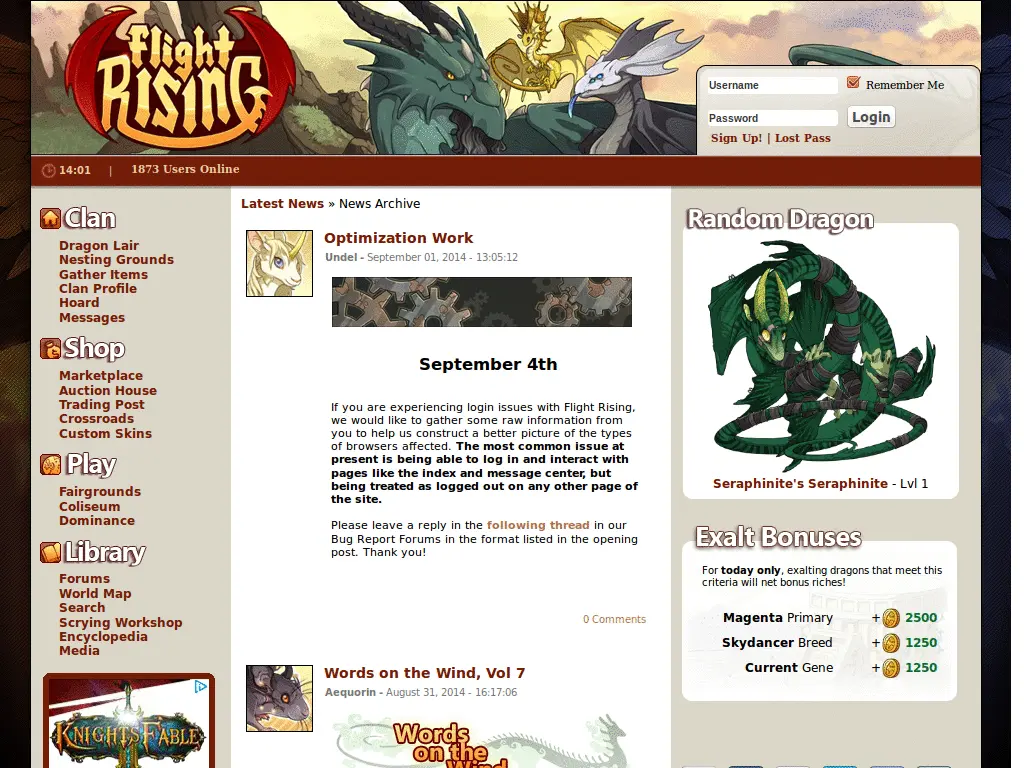 Flight
RISING
Username
Remember Me
Password
Login
Sign Up! | Lost Pass
14:01 | 1873 Users Online
Clan
Dragon Lair
Nesting Grounds
Gather Items
Clan Profile
Hoard
Messages
Shop
Marketplace
Auction House
Trading Post
Crossroads
Custom Skins
Play
Fairgrounds
Coliseum
Dominance
Library
Forums
World Map
Search
Scrying Workshop
Encyclopedia
Media
KNIGHTS FABLE
Latest News » News Archive
Optimization Work
Undel - September 01, 2014 - 13:05:12
September 4th
If you are experiencing login issues with Flight Rising,
we would like to gather some raw information from
you to help us construct a better picture of the types
of browsers affected. The most common issue at
present is being able to log in and interact with
pages like the index and message center, but
being treated as logged out on any other page of
the site.
Please leave a reply in the following thread in our
Bug Report Forums in the format listed in the opening
post. Thank you!
0 Comments
Words on the Wind, Vol 7
Aequorin - August 31, 2014 - 16:17:06
Words
on the
Wind
Random Dragon
Seraphinite's Seraphinite - Lvl 1
Exalt Bonuses
For today only, exalting dragons that meet this
criteria will net bonus riches!
Magenta Primary + 2500
Skydancer Breed + 1250
Current Gene + 1250